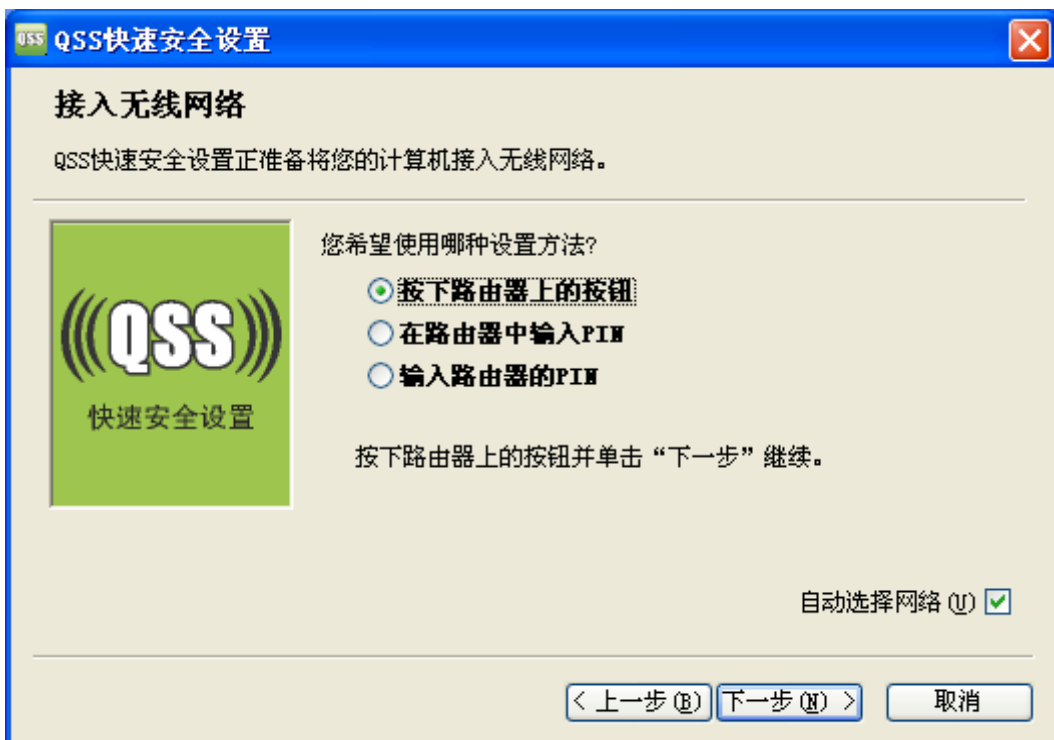 QSS QSS快速安全设置
接入无线网络
QSS快速安全设置正准备将您的计算机接入无线网络。
您希望使用哪种设置方法?
按下路由器上的按钮
在路由器中输入PIN
输入路由器的PIN
(((QSS)))
快速安全设置
按下路由器上的按钮并单击“下一步”继续。
自动选择网络(U)
< 上一步(B) 下一步(N) > 取消